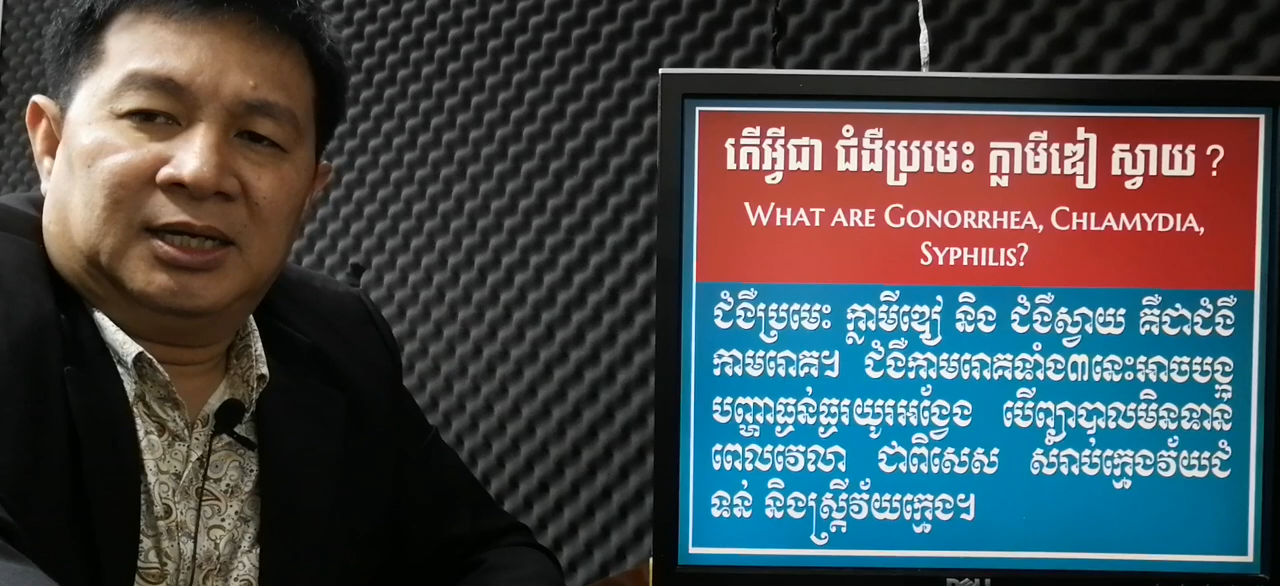 តើអ្វីជា ជំងឺប្រមេះ ក្លាមីឌៀ ស្វាយ ?
WHAT ARE GONORRHEA, CHLAMYDIA,
SYPHILIS?
ជំងឺប្រមេះ ក្លាមីឌៀ និង ជំងឺស្វាយ គឺជាជំងឺ
កាមរោគ។ ជំងឺកាមរោគទាំង៣នេះអាចបង្ក
បញ្ហាធ្ងន់ធ្ងរយូរអង្វែង បើព្យាបាលមិនទាន់
ពេលវេលា ជាពិសេស សំរាប់ក្មេងវ័យជំ
ទន់ និងស្ត្រីវ័យក្មេង។